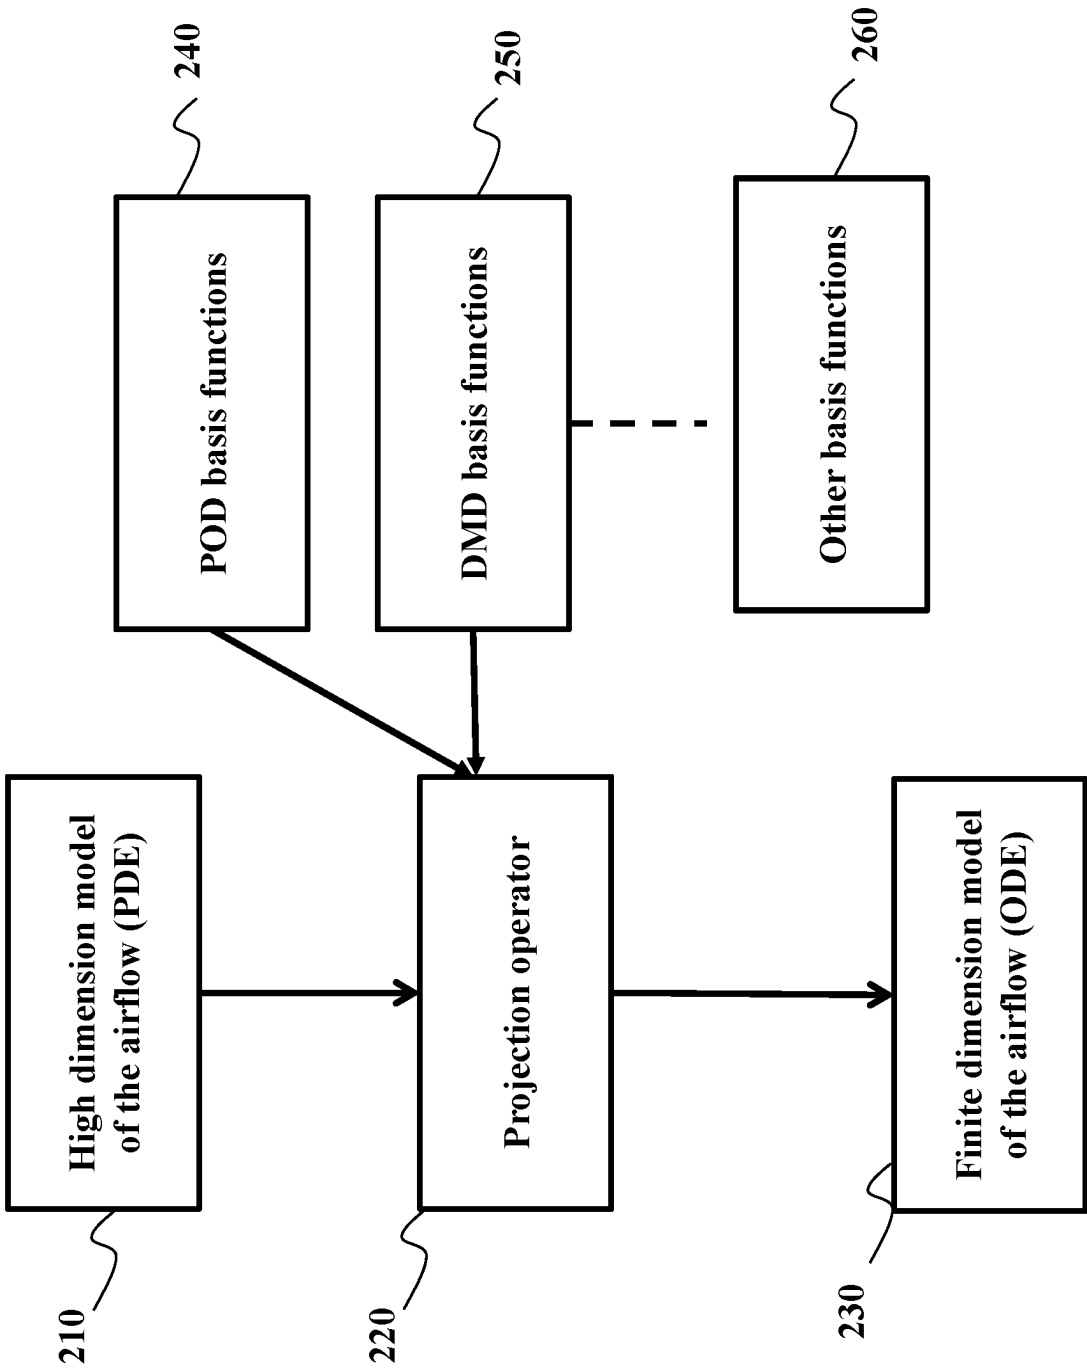 240
POD basis functions
250
DMD basis functions
260
Other basis functions
High dimension model
of the airflow (PDE)
210
Projection operator
220
Finite dimension model
of the airflow (ODE)
230